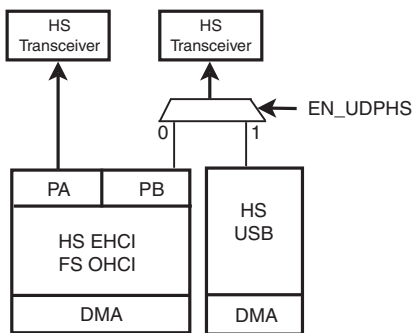 HS
Transceiver
HS
Transceiver
EN_UDPHS
0
1
PA
PB
HS EHCI
FS OHCI
DMA
HS
USB
DMA